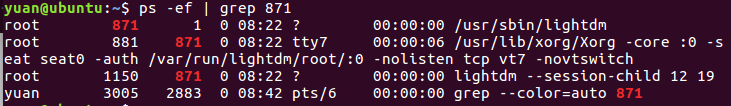 yuan@ubuntu:~$ ps -ef | grep 871
root 871 1 0 08:22 ? 00:00:00 /usr/sbin/lightdm
root 881 871 0 08:22 tty7 00:00:06 /usr/lib/xorg/Xorg -core :0 -s
eat seat0 -auth /var/run/lightdm/root/:0 -nolisten tcp vt7 -novtswitch
root 1150 871 0 08:22 ? 00:00:00 lightdm --session-child 12 19
yuan 3005 2883 0 08:42 pts/6 00:00:00 grep --color=auto 871